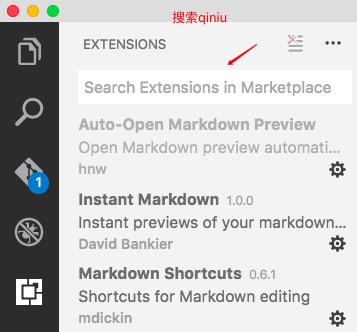 搜索qiniu
EXTENSIONS
Search Extensions in Marketplace
Auto-Open Markdown Preview
Open Markdown preview automati...
hnw
1
Instant Markdown 1.0.0
Instant previews of your markdown...
David Bankier
Markdown Shortcuts 0.6.1
Shortcuts for Markdown editing
mdickin